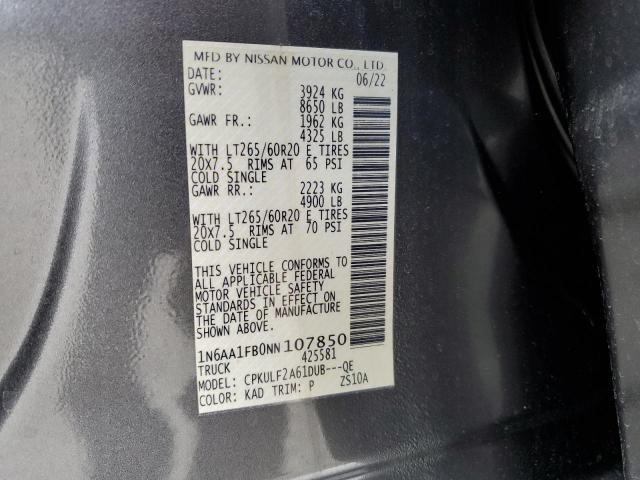 MFD BY NISSAN MOTOR CO., LTD.
DATE: 06/22
GVWR: 3924 KG
8650 LB
GAWR FR.: 1962 KG
4325 LB
WITH LT265/60R20 E TIRES
20X7.5 RIMS AT 65 PSI
COLD SINGLE
GAWR RR.: 2223 KG
4900 LB
WITH LT265/60R20 E TIRES
20X7.5 RIMS AT 70 PSI
COLD SINGLE
THIS VEHICLE CONFORMS TO
ALL APPLICABLE FEDERAL
MOTOR VEHICLE SAFETY
STANDARDS IN EFFECT ON
THE DATE OF MANUFACTURE
SHOWN ABOVE.
1N6AA1FB0NN107850
TRUCK 425581
MODEL: CPKULF2A61DUB---QE
COLOR: KAD TRIM: P ZS10A